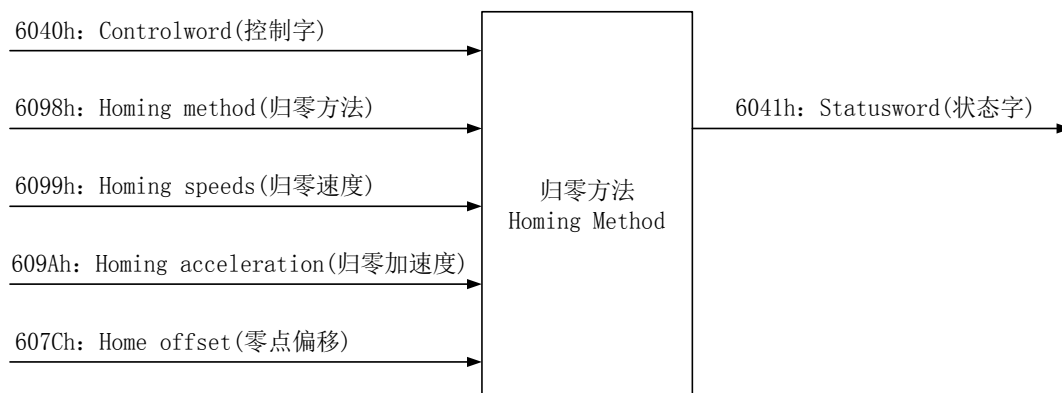 6040h: Controlword(控制字)
6098h: Homing method(归零方法)
6099h: Homing speeds(归零速度)
609Ah: Homing acceleration(归零加速度)
607Ch: Home offset(零点偏移)
归零方法
Homing Method
6041h: Statusword(状态字)